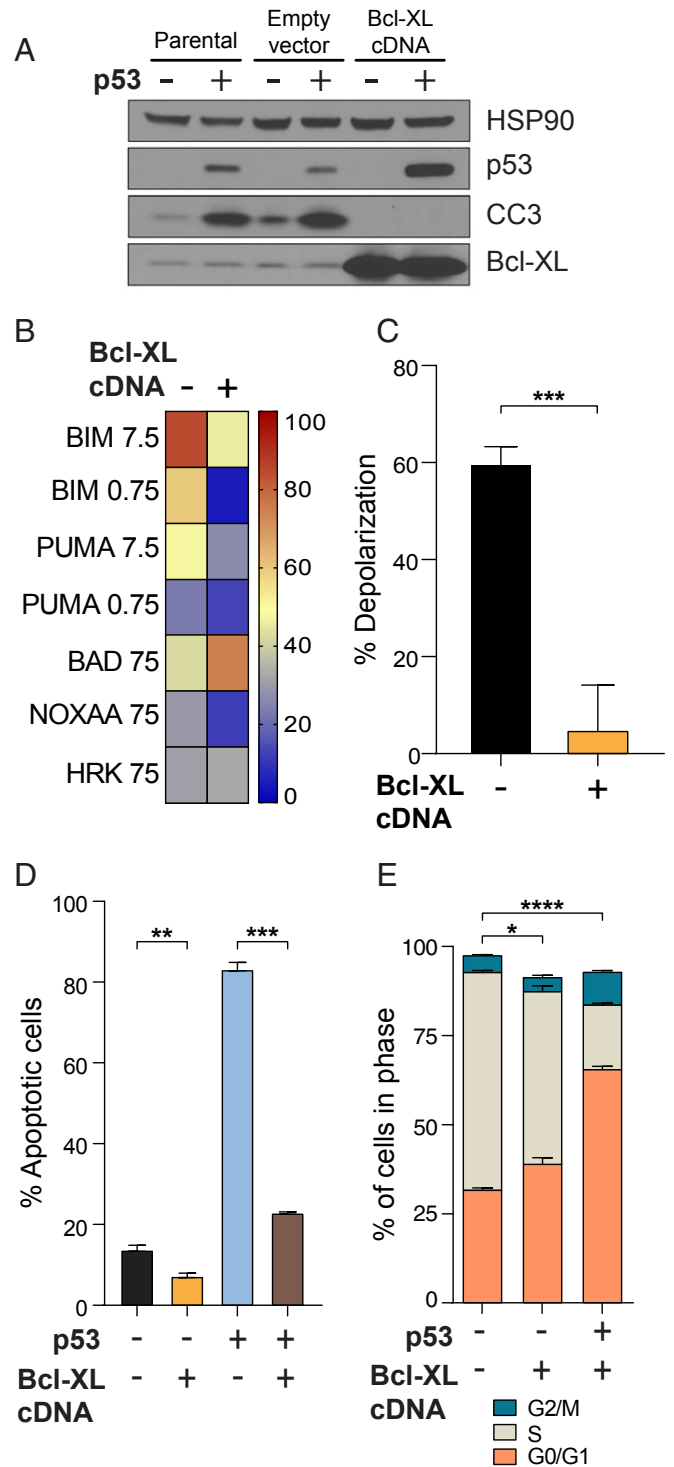 A
Parental
Empty
vector
Bcl-XL
cDNA
p53 - + - + - +
HSP90
p53
CC3
Bcl-XL
B
Bcl-XL
cDNA - +
BIM 7.5
BIM 0.75
PUMA 7.5
PUMA 0.75
BAD 75
NOXAA 75
HRK 75
100
80
60
40
20
0
C
% Depolarization
80
60
40
20
0
***
Bcl-XL
cDNA - +
D
% Apoptotic cells
100
80
60
40
20
0
** ***
p53 - - + +
Bcl-XL
cDNA - + - +
E
% of cells in phase
100
75
50
25
0
****
*
p53 - - +
Bcl-XL
cDNA - + +
G2/M
S
G0/G1